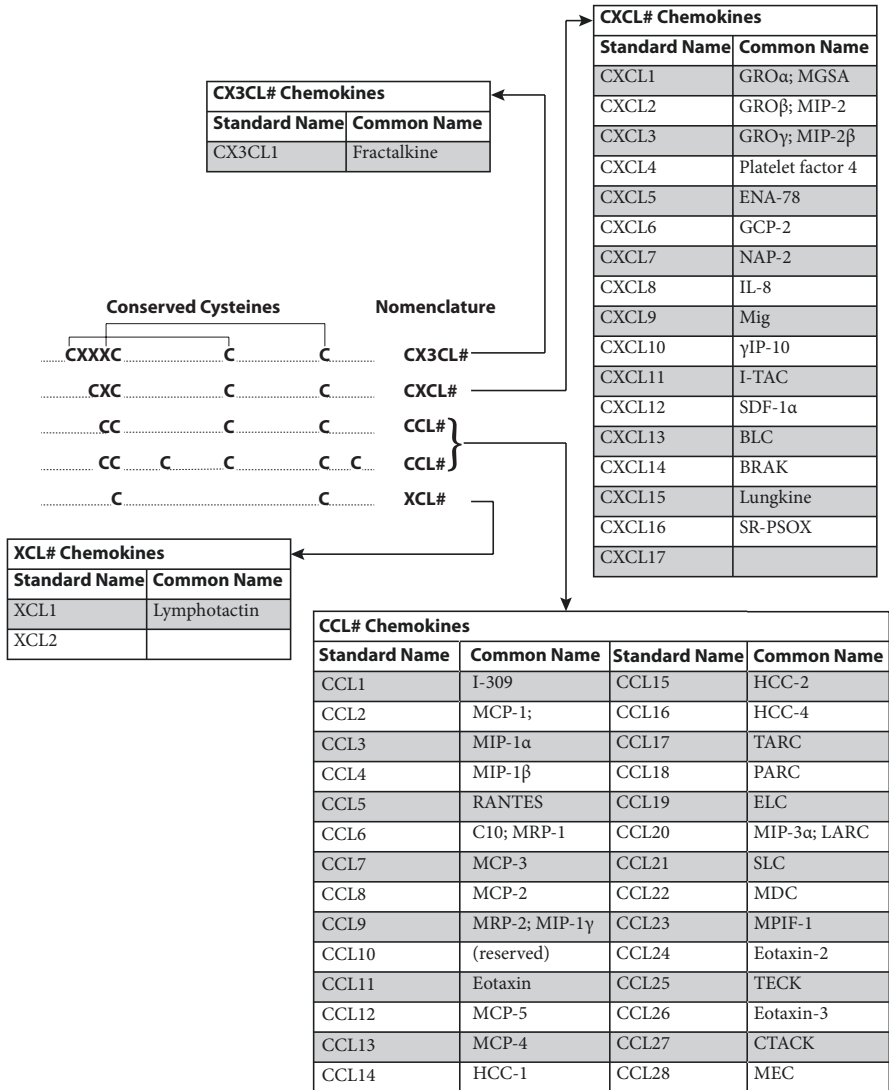 CXCL# Chemokines
Standard Name Common Name
CXCL1 GROα; MGSA
CXCL2 GROβ; MIP-2
CXCL3 GROγ; MIP-2β
CXCL4 Platelet factor 4
CXCL5 ENA-78
CXCL6 GCP-2
CXCL7 NAP-2
CXCL8 IL-8
CXCL9 Mig
CXCL10 γIP-10
CXCL11 I-TAC
CXCL12 SDF-1α
CXCL13 BLC
CXCL14 BRAK
CXCL15 Lungkine
CXCL16 SR-PSOX
CXCL17
CX3CL# Chemokines
Standard Name Common Name
CX3CL1 Fractalkine
Conserved Cysteines Nomenclature
CXXXC C C CX3CL#
CXC C C CXCL#
CC C C CCL#
CC C C C C CCL#
C C XCL#
XCL# Chemokines
Standard Name Common Name
XCL1 Lymphotactin
XCL2
CCL# Chemokines
Standard Name Common Name Standard Name Common Name
CCL1 I-309 CCL15 HCC-2
CCL2 MCP-1; CCL16 HCC-4
CCL3 MIP-1α CCL17 TARC
CCL4 MIP-1β CCL18 PARC
CCL5 RANTES CCL19 ELC
CCL6 C10; MRP-1 CCL20 MIP-3α; LARC
CCL7 MCP-3 CCL21 SLC
CCL8 MCP-2 CCL22 MDC
CCL9 MRP-2; MIP-1γ CCL23 MPIF-1
CCL10 (reserved) CCL24 Eotaxin-2
CCL11 Eotaxin CCL25 TECK
CCL12 MCP-5 CCL26 Eotaxin-3
CCL13 MCP-4 CCL27 CTACK
CCL14 HCC-1 CCL28 MEC